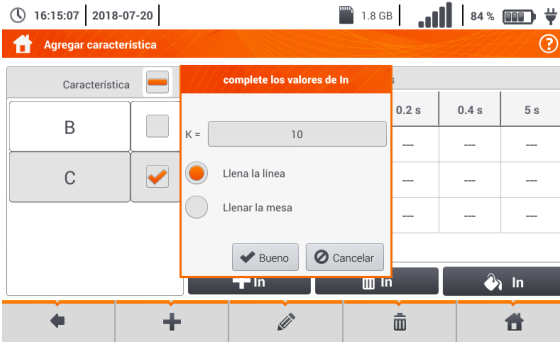 16:15:07 2018-07-20 1.8 GB 84 %
Agregar característica
Característica
complete los valores de In
s
0.2 s 0.4 s 5 s
B
--- --- ---
C
--- --- ---
--- --- ---
K = 10
Llena la línea
Llenar la mesa
Bueno Cancelar
In In In